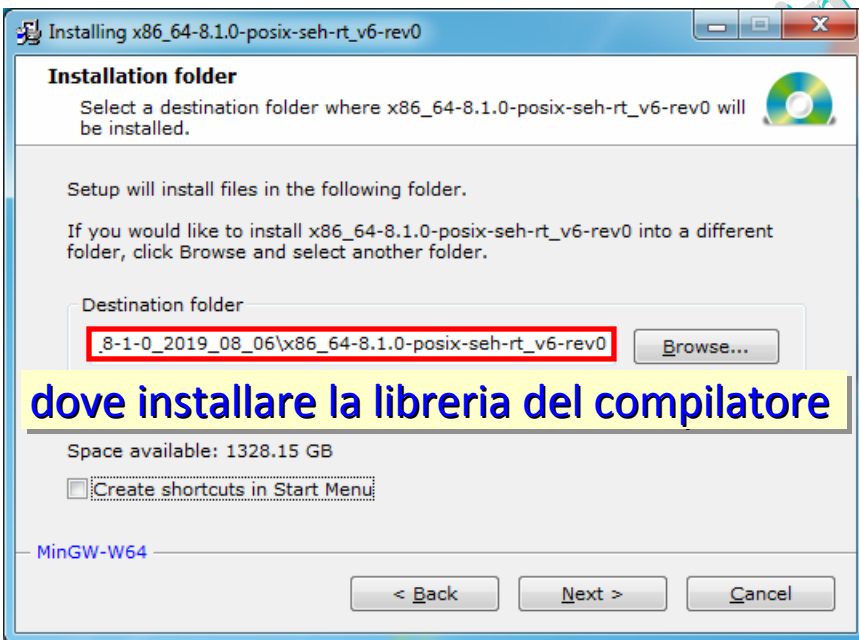 Installing x86_64-8.1.0-posix-seh-rt_v6-rev0
Installation folder
Select a destination folder where x86_64-8.1.0-posix-seh-rt_v6-rev0 will
be installed.
Setup will install files in the following folder.
If you would like to install x86_64-8.1.0-posix-seh-rt_v6-rev0 into a different
folder, click Browse and select another folder.
Destination folder
_8-1-0_2019_08_06\x86_64-8.1.0-posix-seh-rt_v6-rev0
Browse...
dove installare la libreria del compilatore
Space available: 1328.15 GB
Create shortcuts in Start Menu
MinGW-W64
< Back
Next >
Cancel